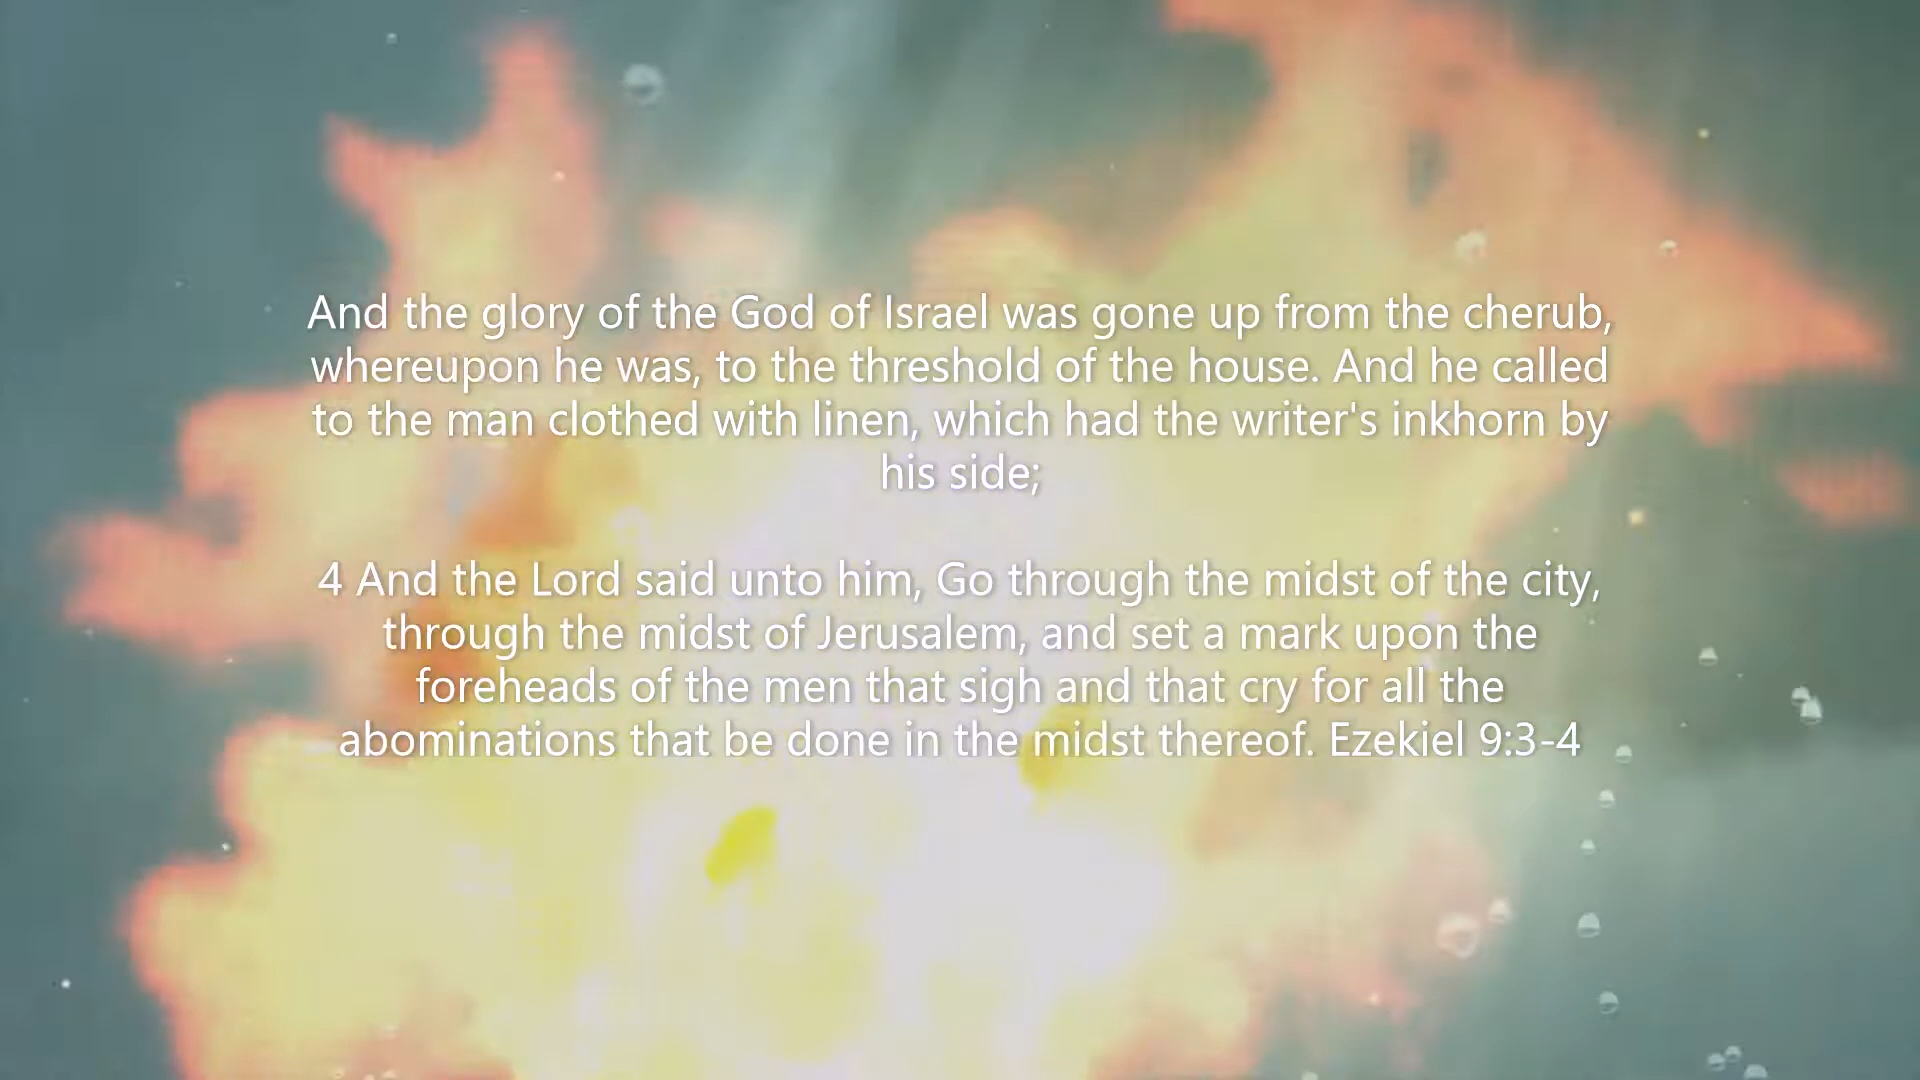 And the glory of the God of Israel was gone up from the cherub,
whereupon he was, to the threshold of the house. And he called
to the man clothed with linen, which had the writer's inkhorn by
his side;
4 And the Lord said unto him, Go through the midst of the city,
through the midst of Jerusalem, and set a mark upon the
foreheads of the men that sigh and that cry for all the
abominations that be done in the midst thereof. Ezekiel 9:3-4